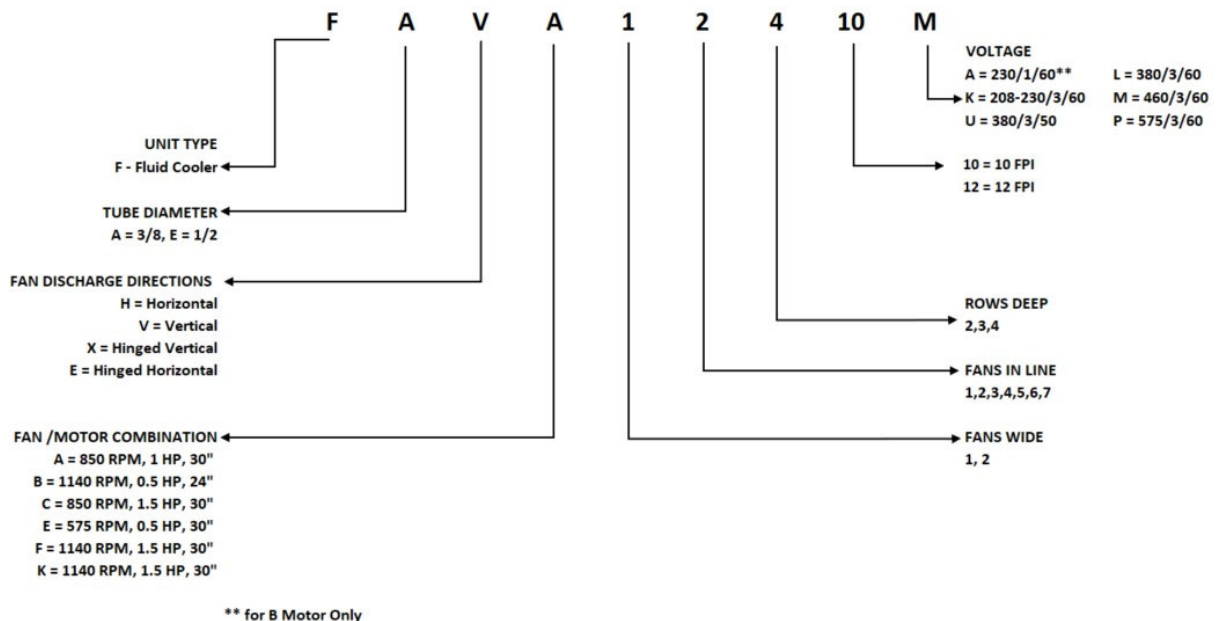 F A V A 1 2 4 10 M
VOLTAGE
A = 230/1/60** L = 380/3/60
K = 208-230/3/60 M = 460/3/60
U = 380/3/50 P = 575/3/60
UNIT TYPE
F - Fluid Cooler
10 = 10 FPI
12 = 12 FPI
TUBE DIAMETER
A = 3/8, E = 1/2
FAN DISCHARGE DIRECTIONS
H = Horizontal
V = Vertical
X = Hinged Vertical
E = Hinged Horizontal
ROWS DEEP
2,3,4
FANS IN LINE
1,2,3,4,5,6,7
FAN /MOTOR COMBINATION
A = 850 RPM, 1 HP, 30"
B = 1140 RPM, 0.5 HP, 24"
C = 850 RPM, 1.5 HP, 30"
E = 575 RPM, 0.5 HP, 30"
F = 1140 RPM, 1.5 HP, 30"
K = 1140 RPM, 1.5 HP, 30"
FANS WIDE
1, 2
** for B Motor Only